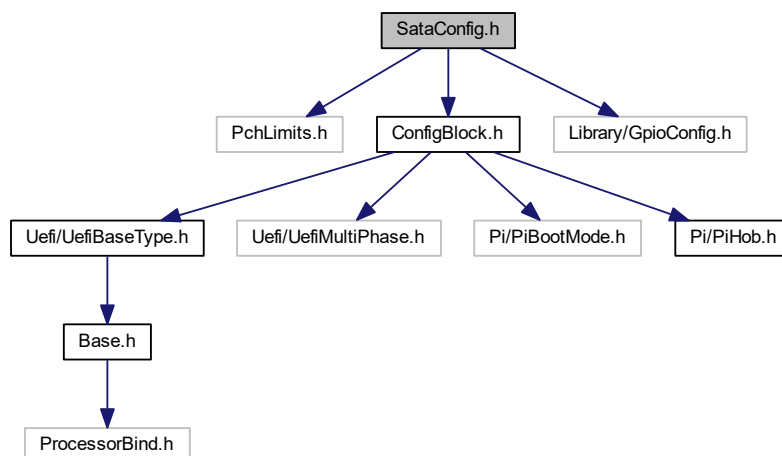 SataConfig.h
PchLimits.h
ConfigBlock.h
Library/GpioConfig.h
Uefi/UefiBaseType.h
Uefi/UefiMultiPhase.h
Pi/PiBootMode.h
Pi/PiHob.h
Base.h
ProcessorBind.h